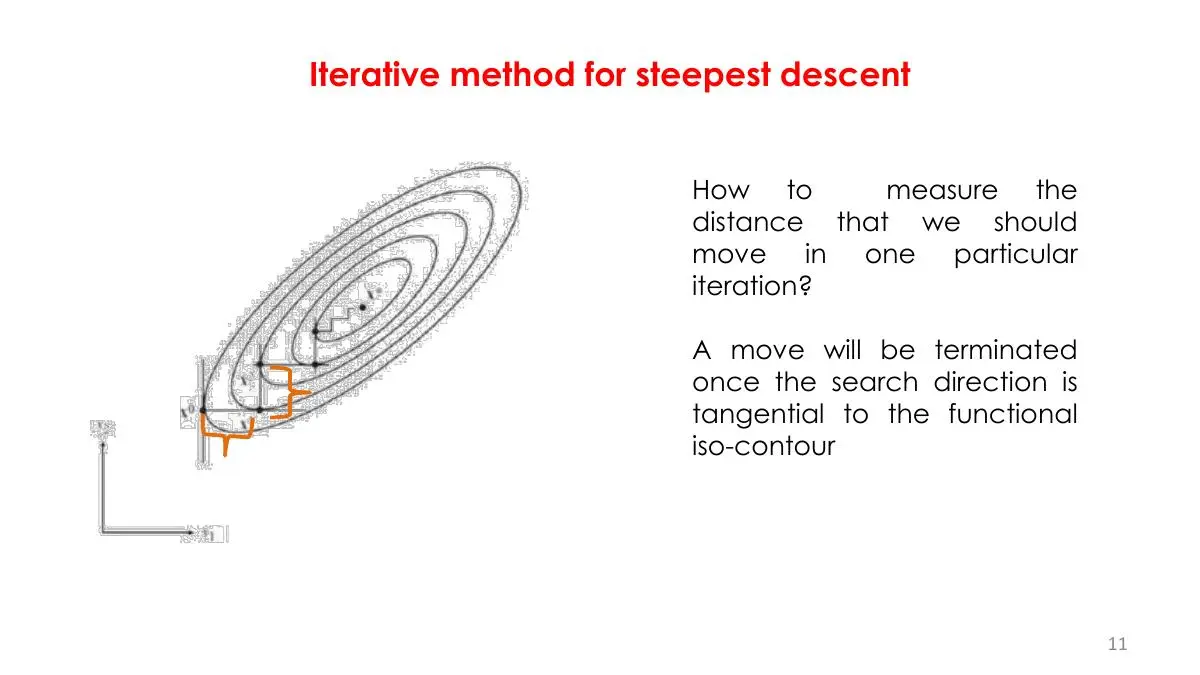 Iterative method for steepest descent
How to measure the
distance that we should
move in one particular
iteration?
A move will be terminated
once the search direction is
tangential to the functional
iso-contour
11